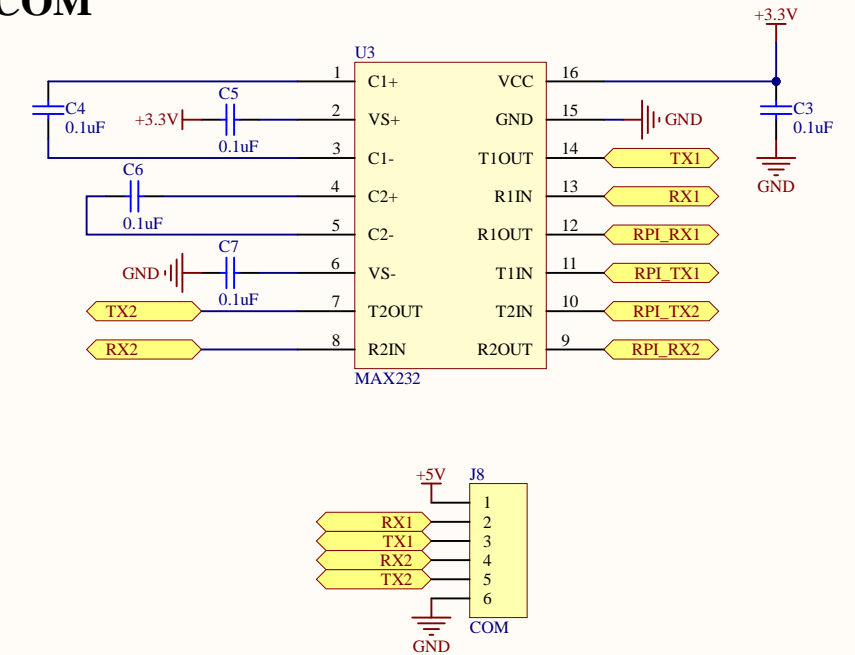 COM
+3.3V
U3
1 C1+ VCC 16
C4
0.1uF
C5
+3.3V
0.1uF
2 VS+ GND 15 GND
C3
0.1uF
GND
3 C1- T1OUT 14 TX1
C6
0.1uF
4 C2+ R1IN 13 RX1
5 C2- R1OUT 12 RPI_RX1
C7
GND
0.1uF
6 VS- T1IN 11 RPI_TX1
TX2 7 T2OUT T2IN 10 RPI_TX2
RX2 8 R2IN R2OUT 9 RPI_RX2
MAX232
+5V J8
1
RX1 2
TX1 3
RX2 4
TX2 5
6
GND
COM